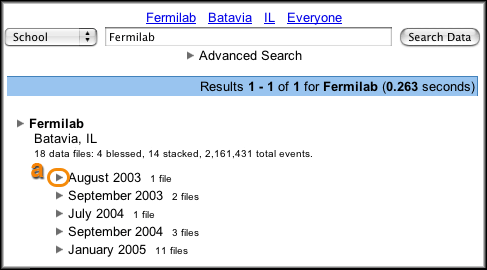 Fermilab Batavia IL Everyone
School Fermilab Search Data
Advanced Search
Results 1 - 1 of 1 for Fermilab (0.263 seconds)
Fermilab
Batavia, IL
18 data files: 4 blessed, 14 stacked, 2,161,431 total events.
a
August 2003 1 file
September 2003 2 files
July 2004 1 file
September 2004 3 files
January 2005 11 files